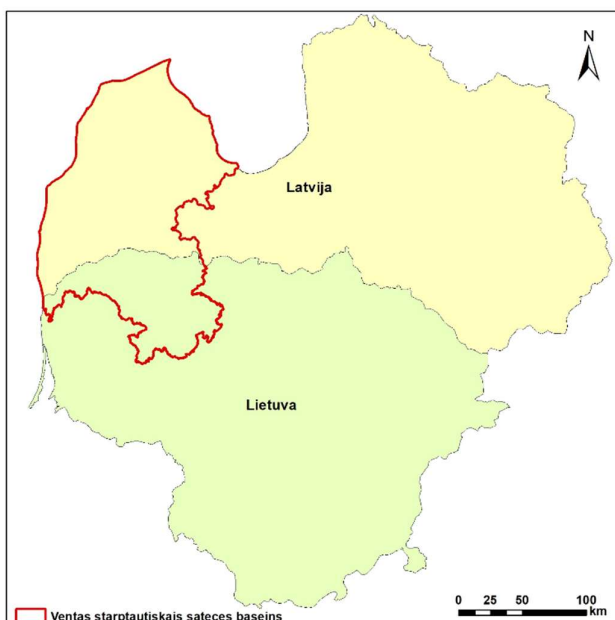 N
Latvija
Lietuva
Ventas starptautiskais sateces baseins
0 25 50 100
km